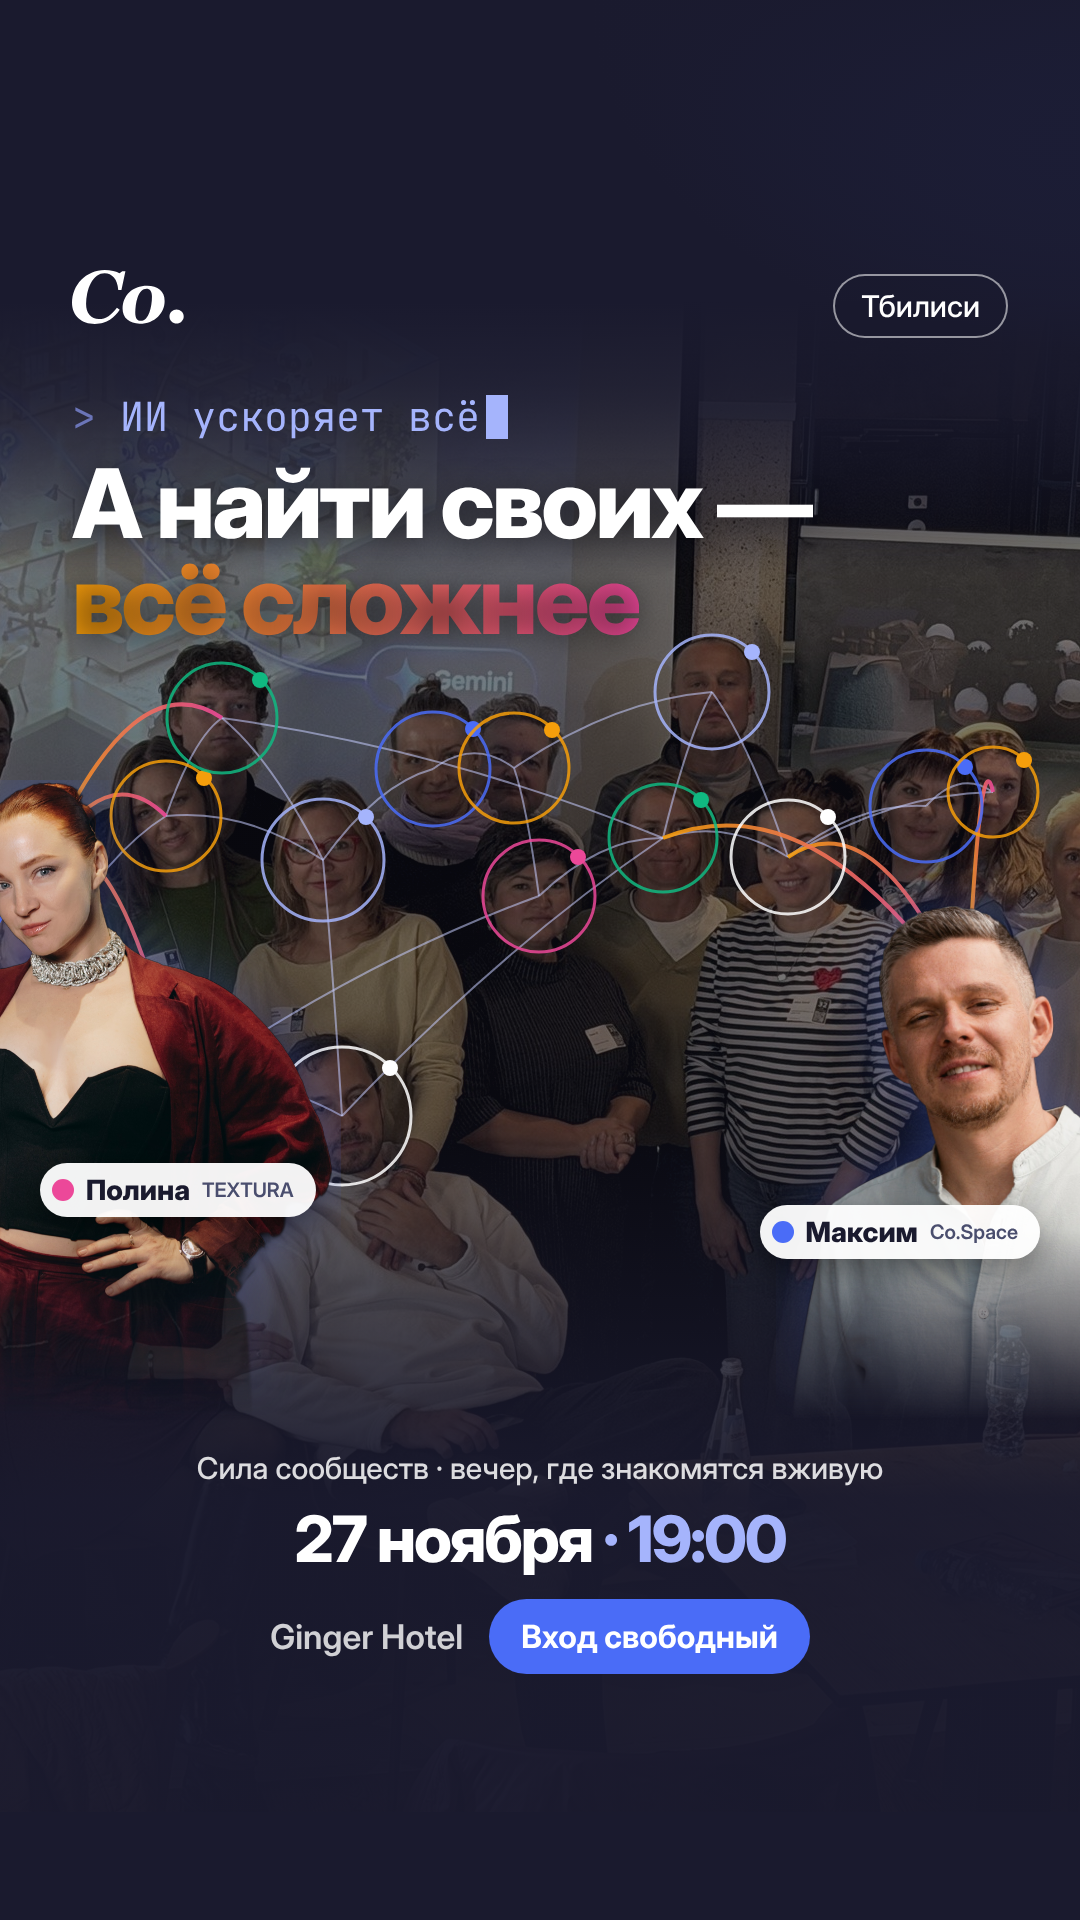 Co.
Тбилиси
> ИИ ускоряет всё
А найти своих —
всё сложнее
Gemini
Полина TEXTURA
Максим Co.Space
Сила сообществ · вечер, где знакомятся вживую
27 ноября · 19:00
Ginger Hotel
Вход свободный